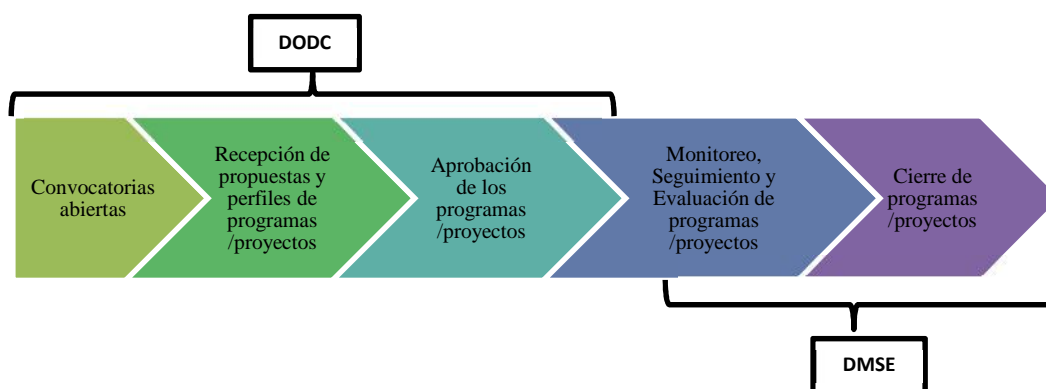 DODC
Convocatorias
abiertas
Recepción de
propuestas y
perfiles de
programas
/proyectos
Aprobación
de los
programas
/proyectos
Monitoreo,
Seguimiento y
Evaluación de
programas
/proyectos
Cierre de
programas
/proyectos
DMSE